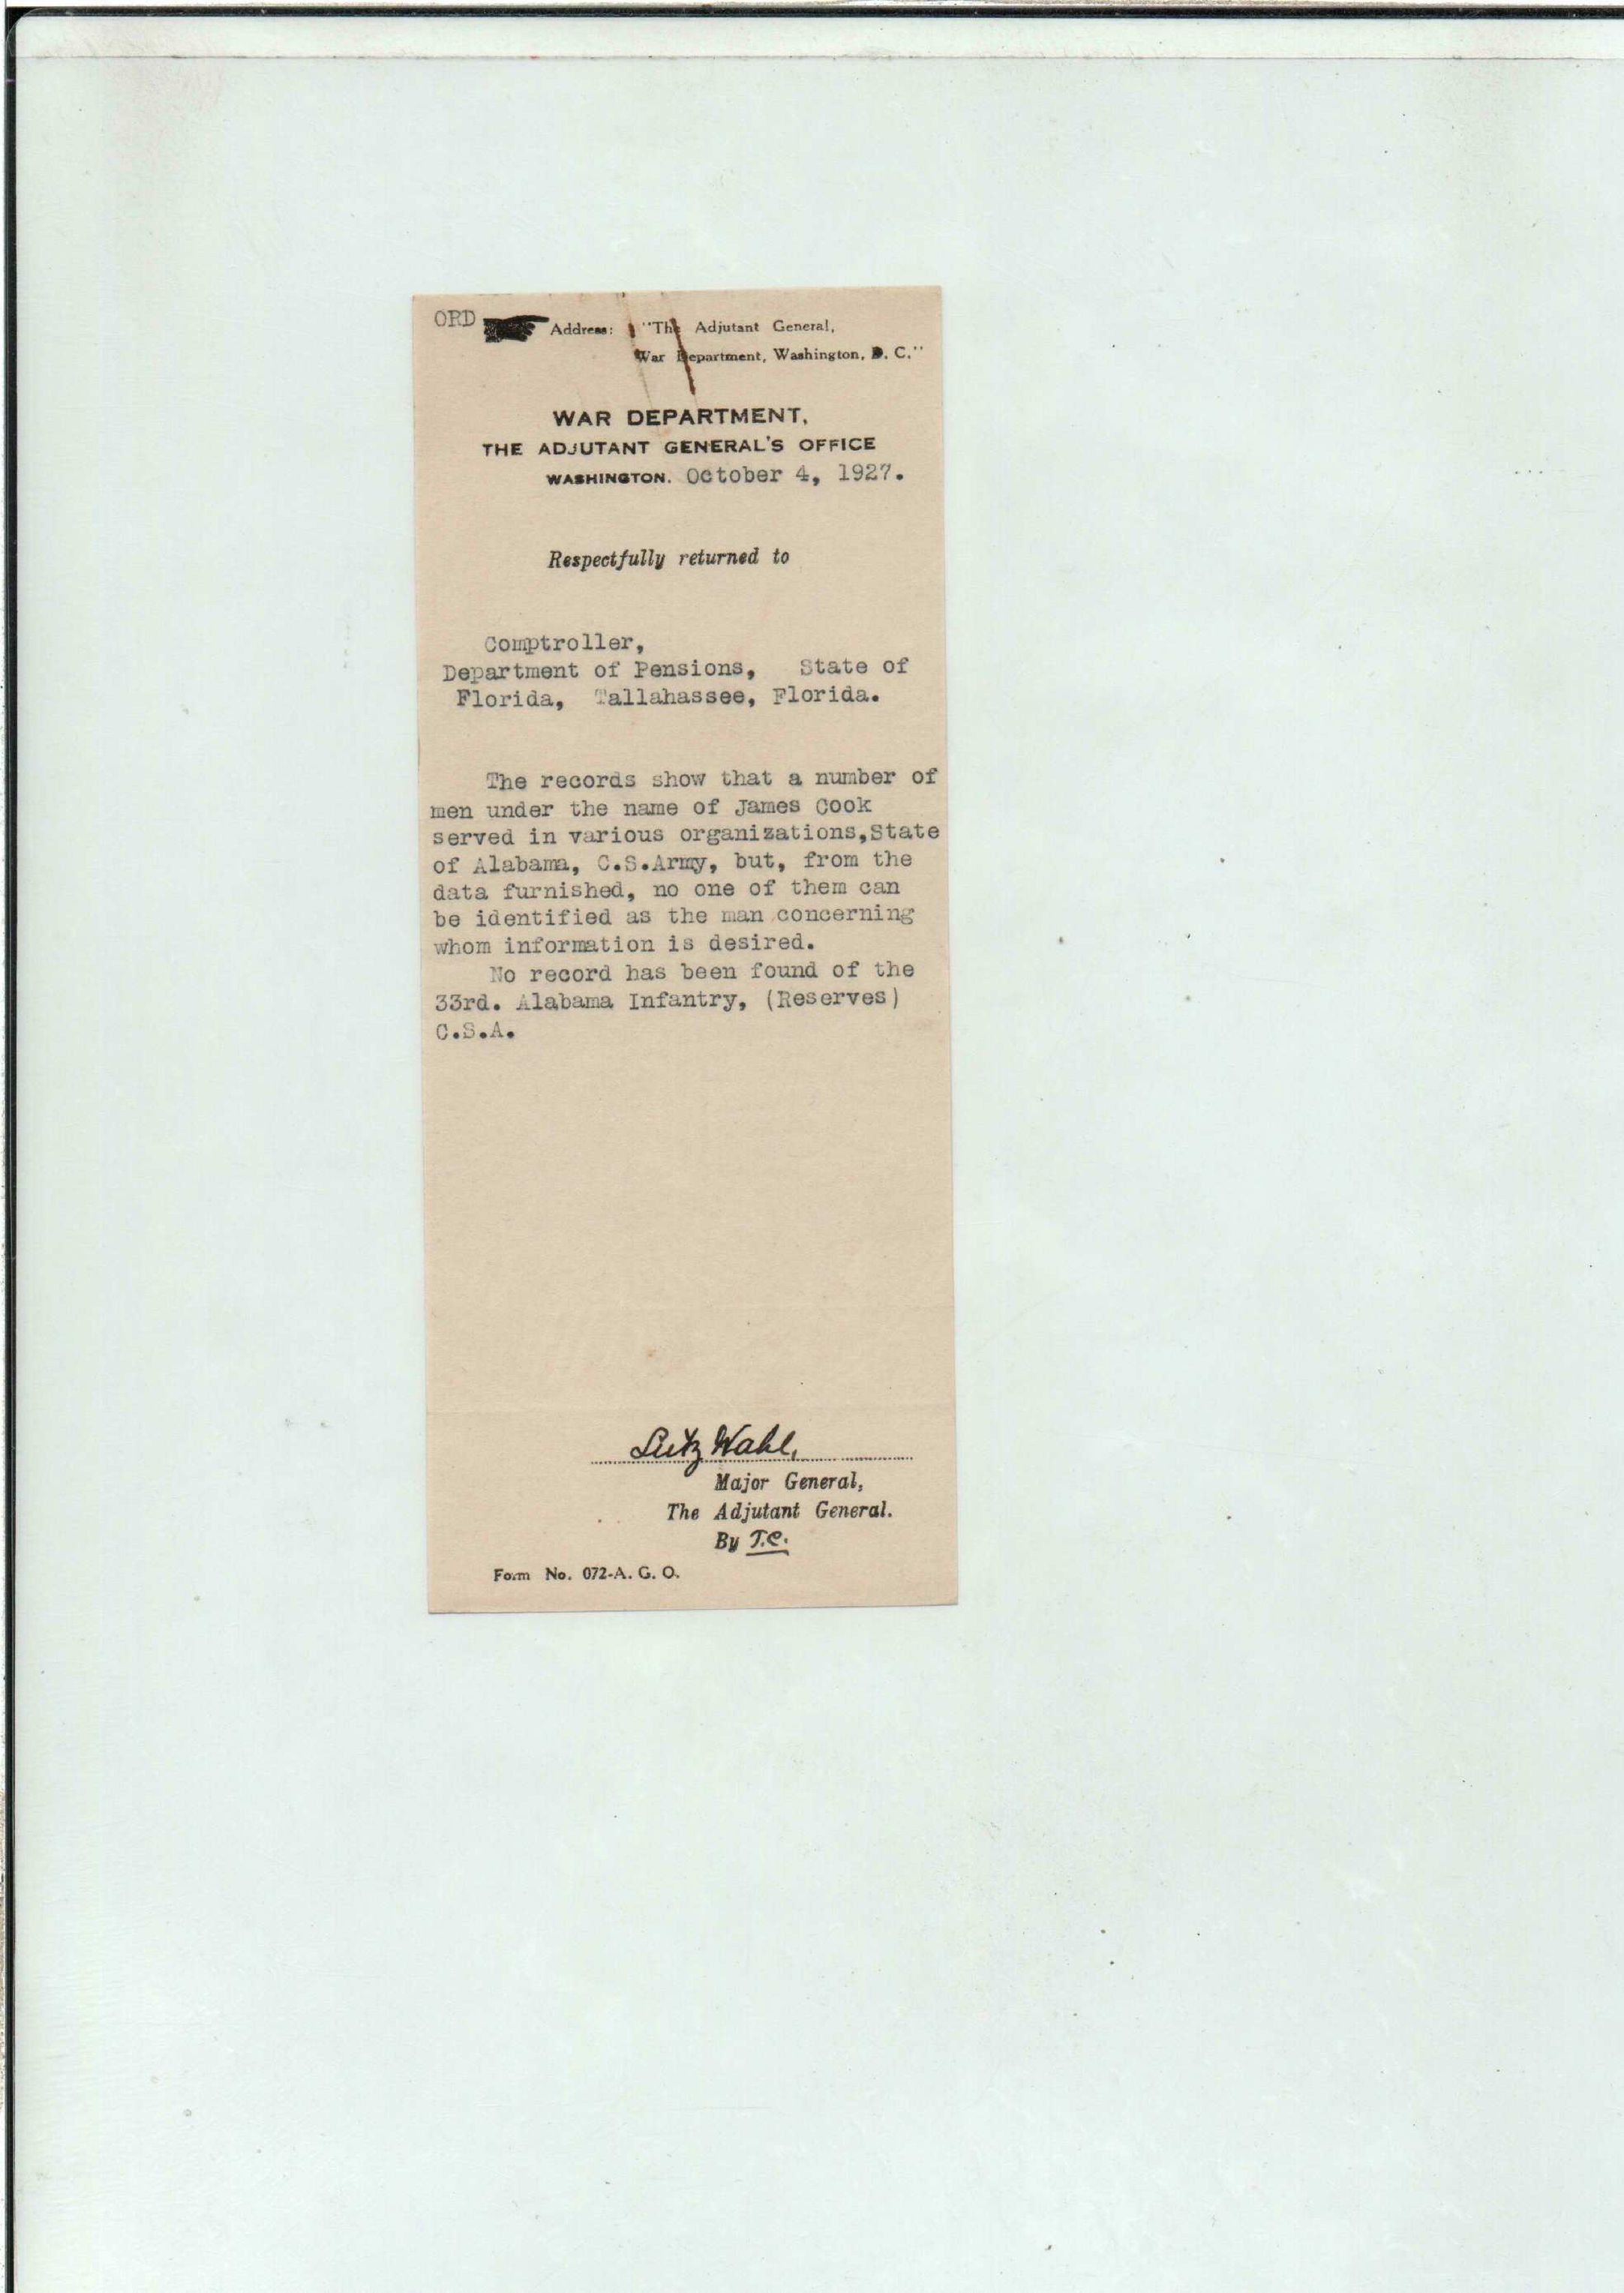 ORD Address: "The Adjutant General,
War Department, Washington, D. C."
WAR DEPARTMENT,
THE ADJUTANT GENERAL'S OFFICE
WASHINGTON. October 4, 1927.
Respectfully returned to
Comptroller,
Department of Pensions, State of
Florida, Tallahassee, Florida.
The records show that a number of
men under the name of James Cook
served in various organizations,State
of Alabama, C.S.Army, but, from the
data furnished, no one of them can
be identified as the man concerning
whom information is desired.
No record has been found of the
33rd. Alabama Infantry, (Reserves)
C.S.A.
Lutz Wahl,
Major General,
The Adjutant General.
By T.C.
Form No. 072-A. G. O.